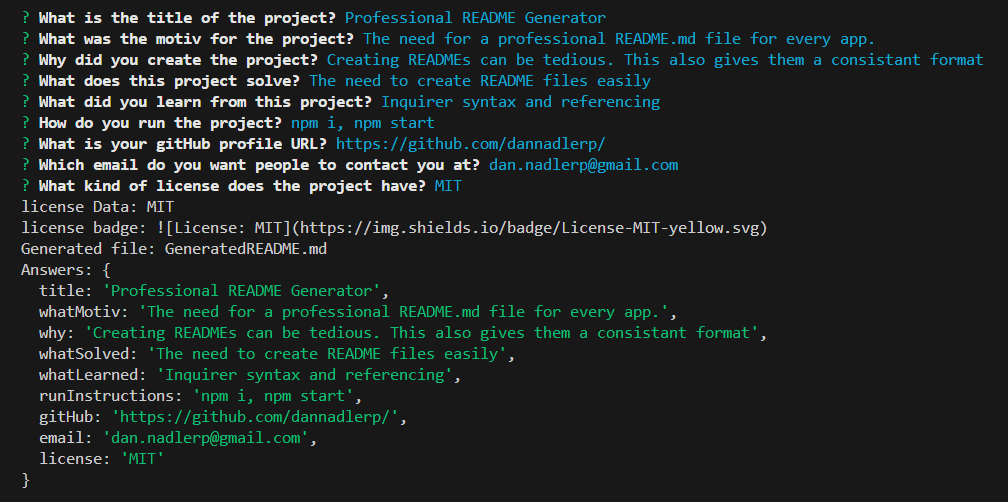 ? What is the title of the project? Professional README Generator
? What was the motiv for the project? The need for a professional README.md file for every app.
? Why did you create the project? Creating READMEs can be tedious. This also gives them a consistant format
? What does this project solve? The need to create README files easily
? What did you learn from this project? Inquirer syntax and referencing
? How do you run the project? npm i, npm start
? What is your gitHub profile URL? https://github.com/dannadlerp/
? Which email do you want people to contact you at? dan.nadlerp@gmail.com
? What kind of license does the project have? MIT
license Data: MIT
license badge: ![License: MIT](https://img.shields.io/badge/License-MIT-yellow.svg)
Generated file: GeneratedREADME.md
Answers: {
  title: 'Professional README Generator',
  whatMotiv: 'The need for a professional README.md file for every app.',
  why: 'Creating READMEs can be tedious. This also gives them a consistant format',
  whatSolved: 'The need to create README files easily',
  whatLearned: 'Inquirer syntax and referencing',
  runInstructions: 'npm i, npm start',
  gitHub: 'https://github.com/dannadlerp/',
  email: 'dan.nadlerp@gmail.com',
  license: 'MIT'
}